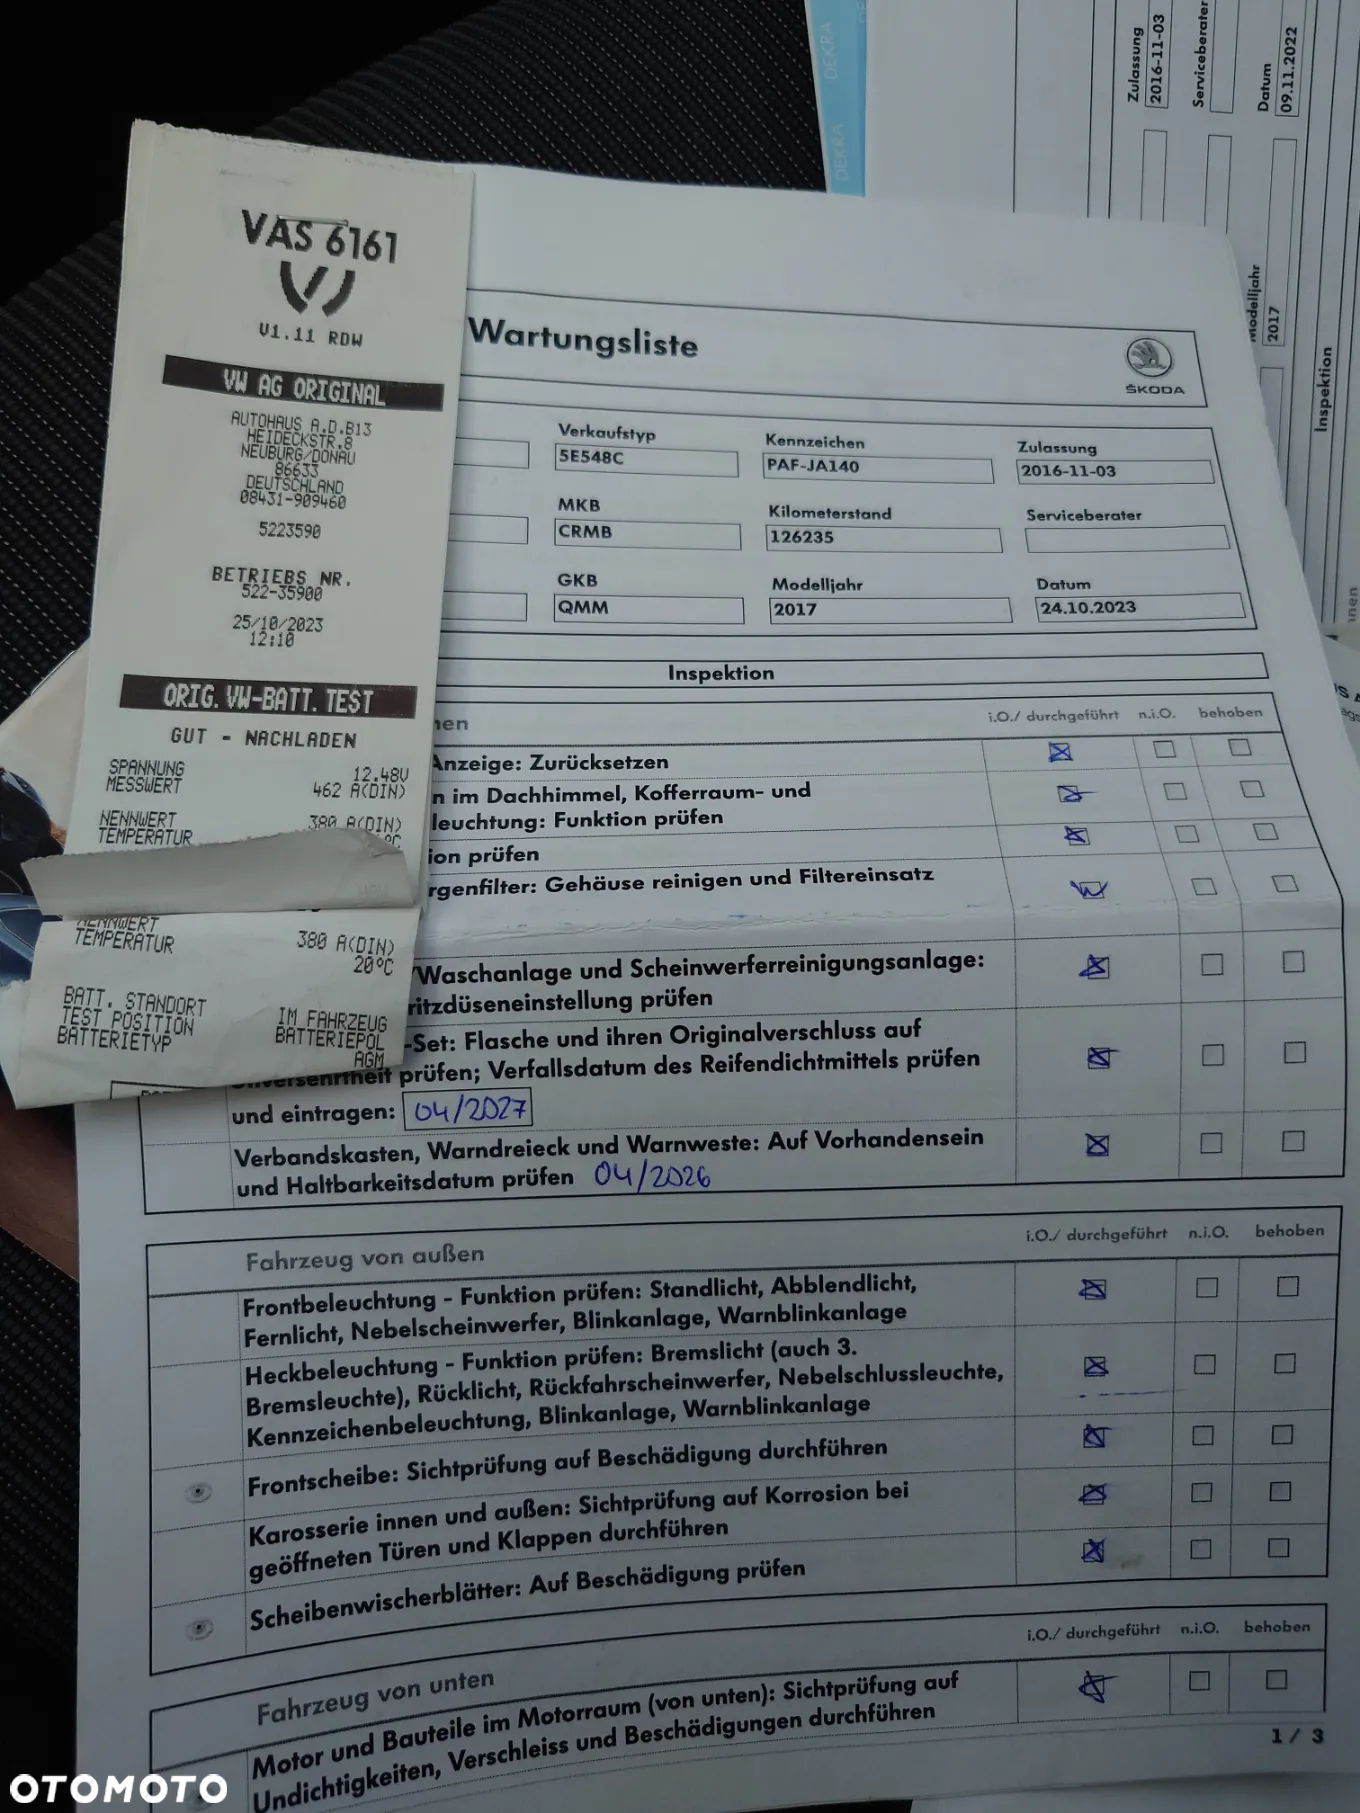 VAS 6161
V1.11 RDW
VW AG ORIGINAL
AUTOHAUS A.D.B13
HEIDECKSTR.8
NEUBURG/DONAU
86633
DEUTSCHLAND
08431-909460
5223590
BETRIEBS NR.
522-35900
25/10/2023
12:10
ORIG.VW-BATT.TEST
GUT - NACHLADEN
SPANNUNG 12.48V
MESSWERT 462 A(DIN)
NENNWERT 380 A(DIN)
TEMPERATUR °C
NENNWERT 380 A(DIN)
TEMPERATUR 20°C
BATT. STANDORT IM FAHRZEUG
TEST POSITION BATTERIEPOL
BATTERIETYP AGM
DEKRA DEKRA
Zulassung
2016-11-03
Serviceberater
Datum
09.11.2022
Modelljahr
2017
Inspektion
Wartungsliste
ŠKODA
Verkaufstyp Kennzeichen Zulassung
5E548C PAF-JA140 2016-11-03
MKB Kilometerstand Serviceberater
CRMB 126235
GKB Modelljahr Datum
QMM 2017 24.10.2023
Inspektion
nen i.O./ durchgeführt n.i.O. behoben
Anzeige: Zurücksetzen
n im Dachhimmel, Kofferraum- und
leuchtung: Funktion prüfen
ion prüfen
rgenfilter: Gehäuse reinigen und Filtereinsatz
/Waschanlage und Scheinwerferreinigungsanlage:
ritzdüseneinstellung prüfen
-Set: Flasche und ihren Originalverschluss auf
Unversehrtheit prüfen; Verfallsdatum des Reifendichtmittels prüfen
und eintragen: 04/2027
Verbandskasten, Warndreieck und Warnweste: Auf Vorhandensein
und Haltbarkeitsdatum prüfen 04/2026
Fahrzeug von außen i.O./ durchgeführt n.i.O. behoben
Frontbeleuchtung - Funktion prüfen: Standlicht, Abblendlicht,
Fernlicht, Nebelscheinwerfer, Blinkanlage, Warnblinkanlage
Heckbeleuchtung - Funktion prüfen: Bremslicht (auch 3.
Bremsleuchte), Rücklicht, Rückfahrscheinwerfer, Nebelschlussleuchte,
Kennzeichenbeleuchtung, Blinkanlage, Warnblinkanlage
Frontscheibe: Sichtprüfung auf Beschädigung durchführen
Karosserie innen und außen: Sichtprüfung auf Korrosion bei
geöffneten Türen und Klappen durchführen
Scheibenwischerblätter: Auf Beschädigung prüfen
Fahrzeug von unten i.O./ durchgeführt n.i.O. behoben
Motor und Bauteile im Motorraum (von unten): Sichtprüfung auf
Undichtigkeiten, Verschleiss und Beschädigungen durchführen
1 / 3
OTOMOTO